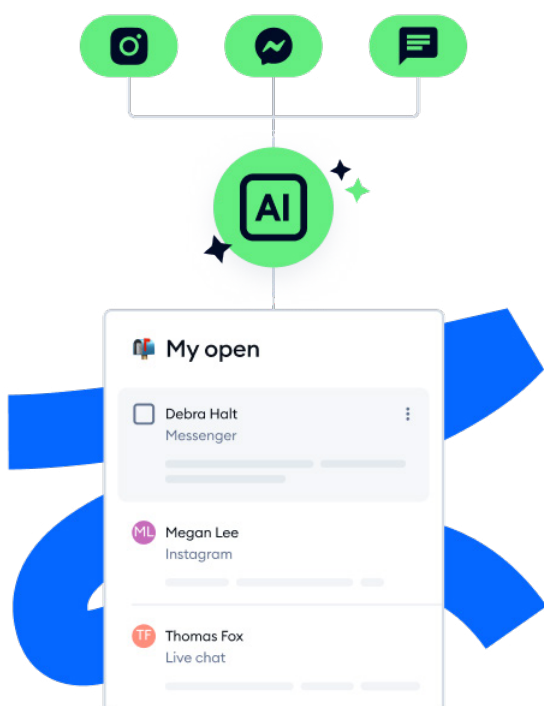 AI
My open
Debra Halt
Messenger
ML
Megan Lee
Instagram
TF
Thomas Fox
Live chat